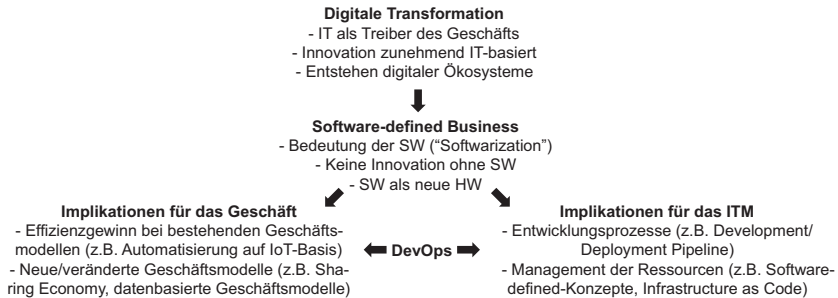 Digitale Transformation
- IT als Treiber des Geschäfts
- Innovation zunehmend IT-basiert
- Entstehen digitaler Ökosysteme
Software-defined Business
- Bedeutung der SW (“Softwarization”)
- Keine Innovation ohne SW
- SW als neue HW
Implikationen für das Geschäft
- Effizienzgewinn bei bestehenden Geschäfts-
modellen (z.B. Automatisierung auf IoT-Basis)
- Neue/veränderte Geschäftsmodelle (z.B. Sha-
ring Economy, datenbasierte Geschäftsmodelle)
DevOps
Implikationen für das ITM
- Entwicklungsprozesse (z.B. Development/
Deployment Pipeline)
- Management der Ressourcen (z.B. Software-
defined-Konzepte, Infrastructure as Code)